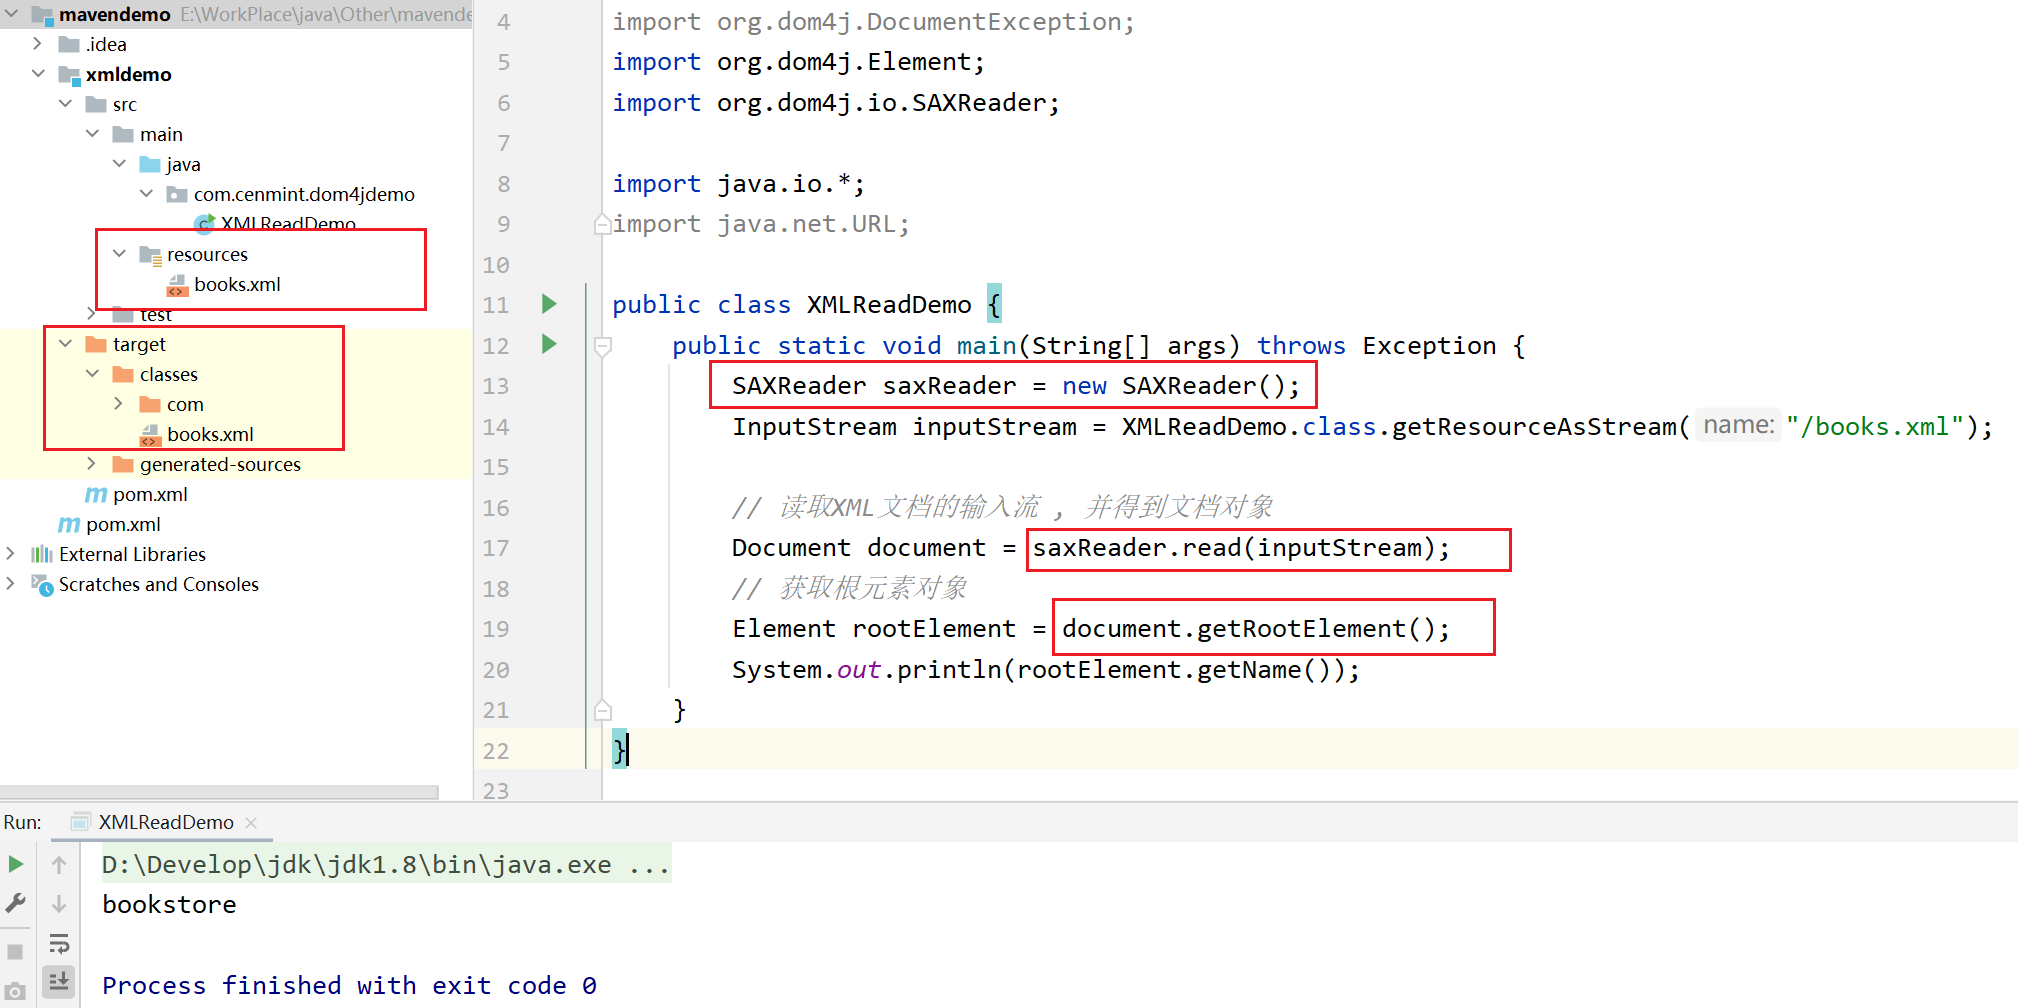 mavendemo E:\WorkPlace\java\Other\mavende
.idea
xmldemo
src
main
java
com.cenmint.dom4jdemo
XMLReadDemo
resources
books.xml
test
target
classes
com
books.xml
generated-sources
pom.xml
pom.xml
External Libraries
Scratches and Consoles
4 import org.dom4j.DocumentException;
5 import org.dom4j.Element;
6 import org.dom4j.io.SAXReader;
7
8 import java.io.*;
9 import java.net.URL;
10
11 public class XMLReadDemo {
12 public static void main(String[] args) throws Exception {
13 SAXReader saxReader = new SAXReader();
14 InputStream inputStream = XMLReadDemo.class.getResourceAsStream( name: "/books.xml");
15
16 // 读取XML文档的输入流 , 并得到文档对象
17 Document document = saxReader.read(inputStream);
18 // 获取根元素对象
19 Element rootElement = document.getRootElement();
20 System.out.println(rootElement.getName());
21 }
22 }
23
Run: XMLReadDemo
D:\Develop\jdk\jdk1.8\bin\java.exe ...
bookstore
Process finished with exit code 0